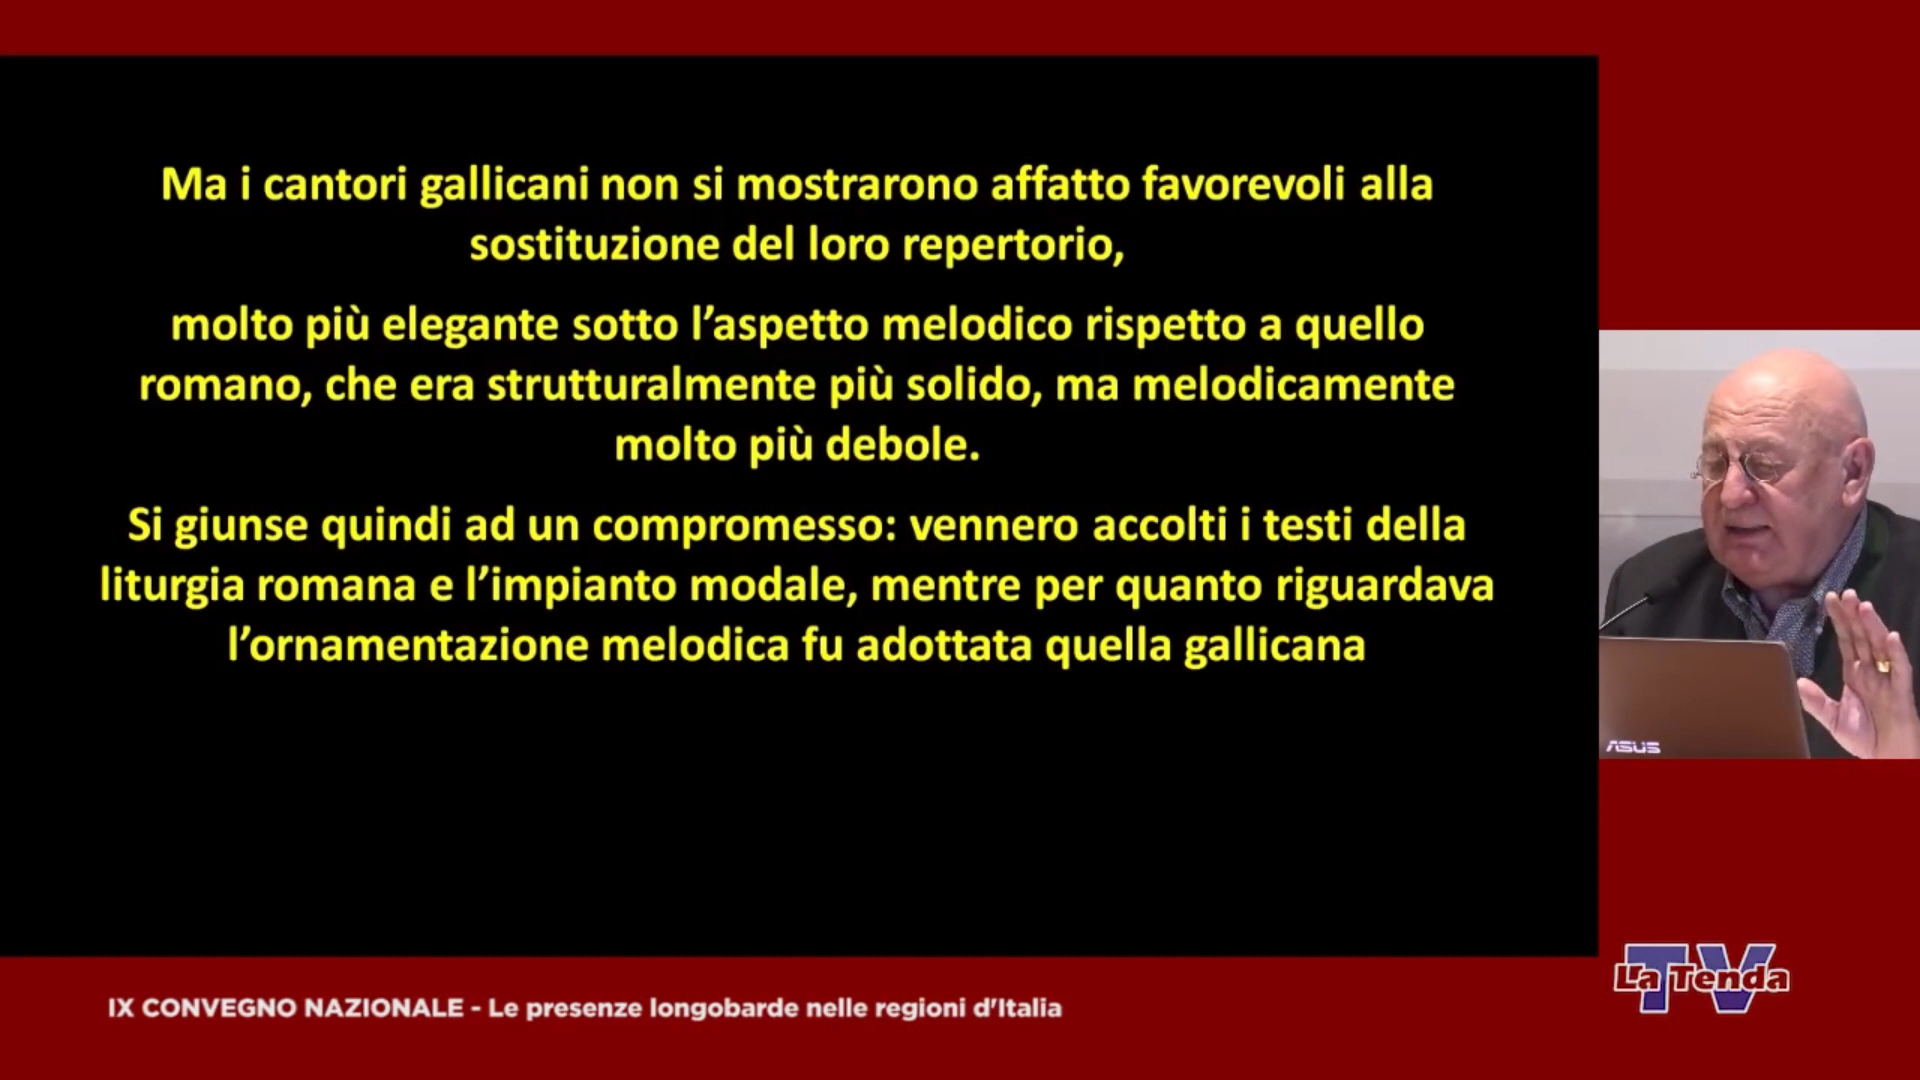 Ma i cantori gallicani non si mostrarono affatto favorevoli alla
sostituzione del loro repertorio,
molto più elegante sotto l’aspetto melodico rispetto a quello
romano, che era strutturalmente più solido, ma melodicamente
molto più debole.
Si giunse quindi ad un compromesso: vennero accolti i testi della
liturgia romana e l’impianto modale, mentre per quanto riguardava
l’ornamentazione melodica fu adottata quella gallicana
ASUS
TV
La Tenda
IX CONVEGNO NAZIONALE - Le presenze longobarde nelle regioni d'Italia